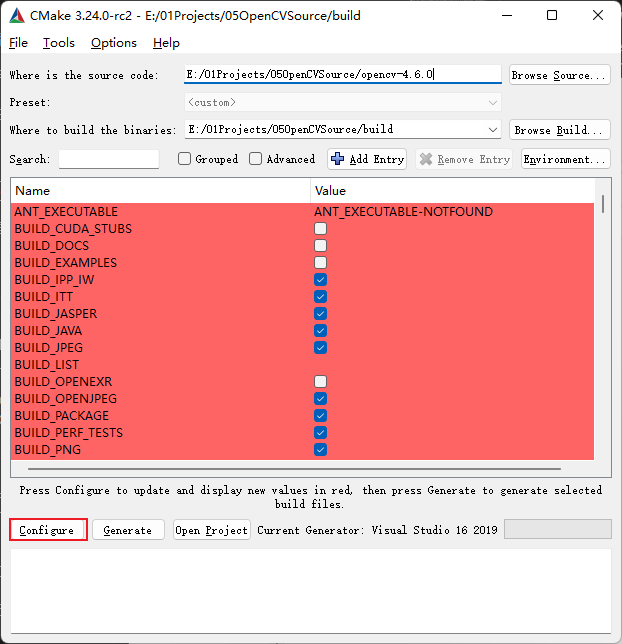 CMake 3.24.0-rc2 - E:/01Projects/05OpenCVSource/build
File Tools Options Help
Where is the source code: E:/01Projects/05OpenCVSource/opencv-4.6.0 Browse Source...
Preset: <custom>
Where to build the binaries: E:/01Projects/05OpenCVSource/build Browse Build...
Search: Grouped Advanced Add Entry Remove Entry Environment...
Name Value
ANT_EXECUTABLE ANT_EXECUTABLE-NOTFOUND
BUILD_CUDA_STUBS
BUILD_DOCS
BUILD_EXAMPLES
BUILD_IPP_IW
BUILD_ITT
BUILD_JASPER
BUILD_JAVA
BUILD_JPEG
BUILD_LIST
BUILD_OPENEXR
BUILD_OPENJPEG
BUILD_PACKAGE
BUILD_PERF_TESTS
BUILD_PNG
Press Configure to update and display new values in red, then press Generate to generate selected
build files.
Configure Generate Open Project Current Generator: Visual Studio 16 2019